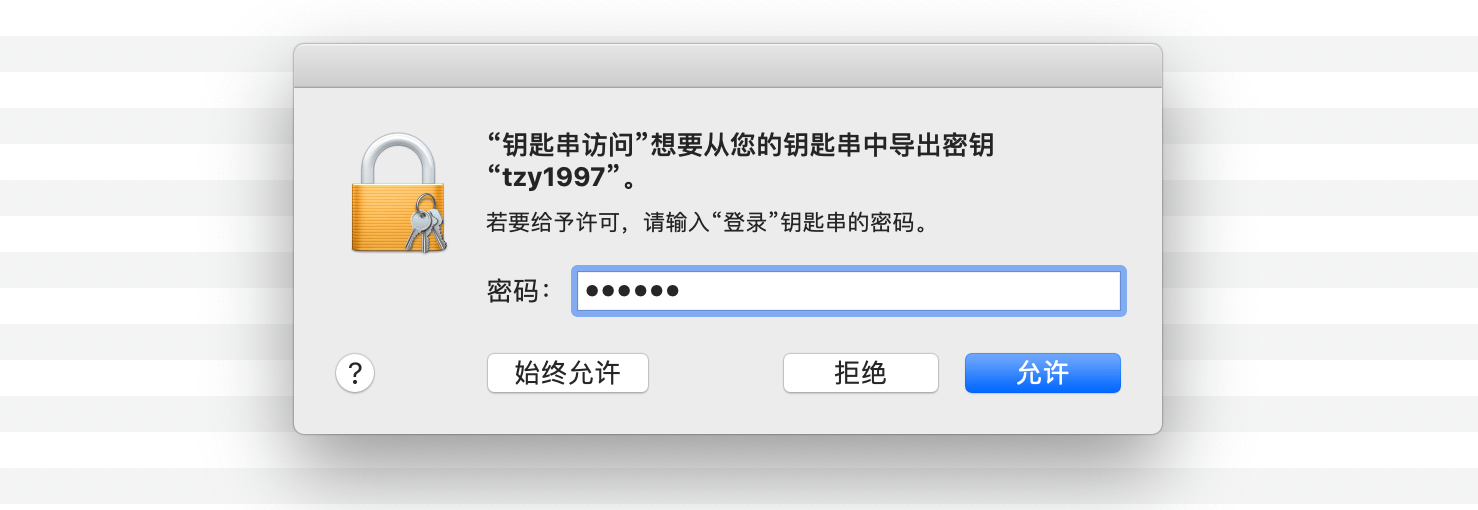 “钥匙串访问”想要从您的钥匙串中导出密钥
“tzy1997”。
若要给予许可，请输入“登录”钥匙串的密码。
密码：
••••••
?
始终允许
拒绝
允许